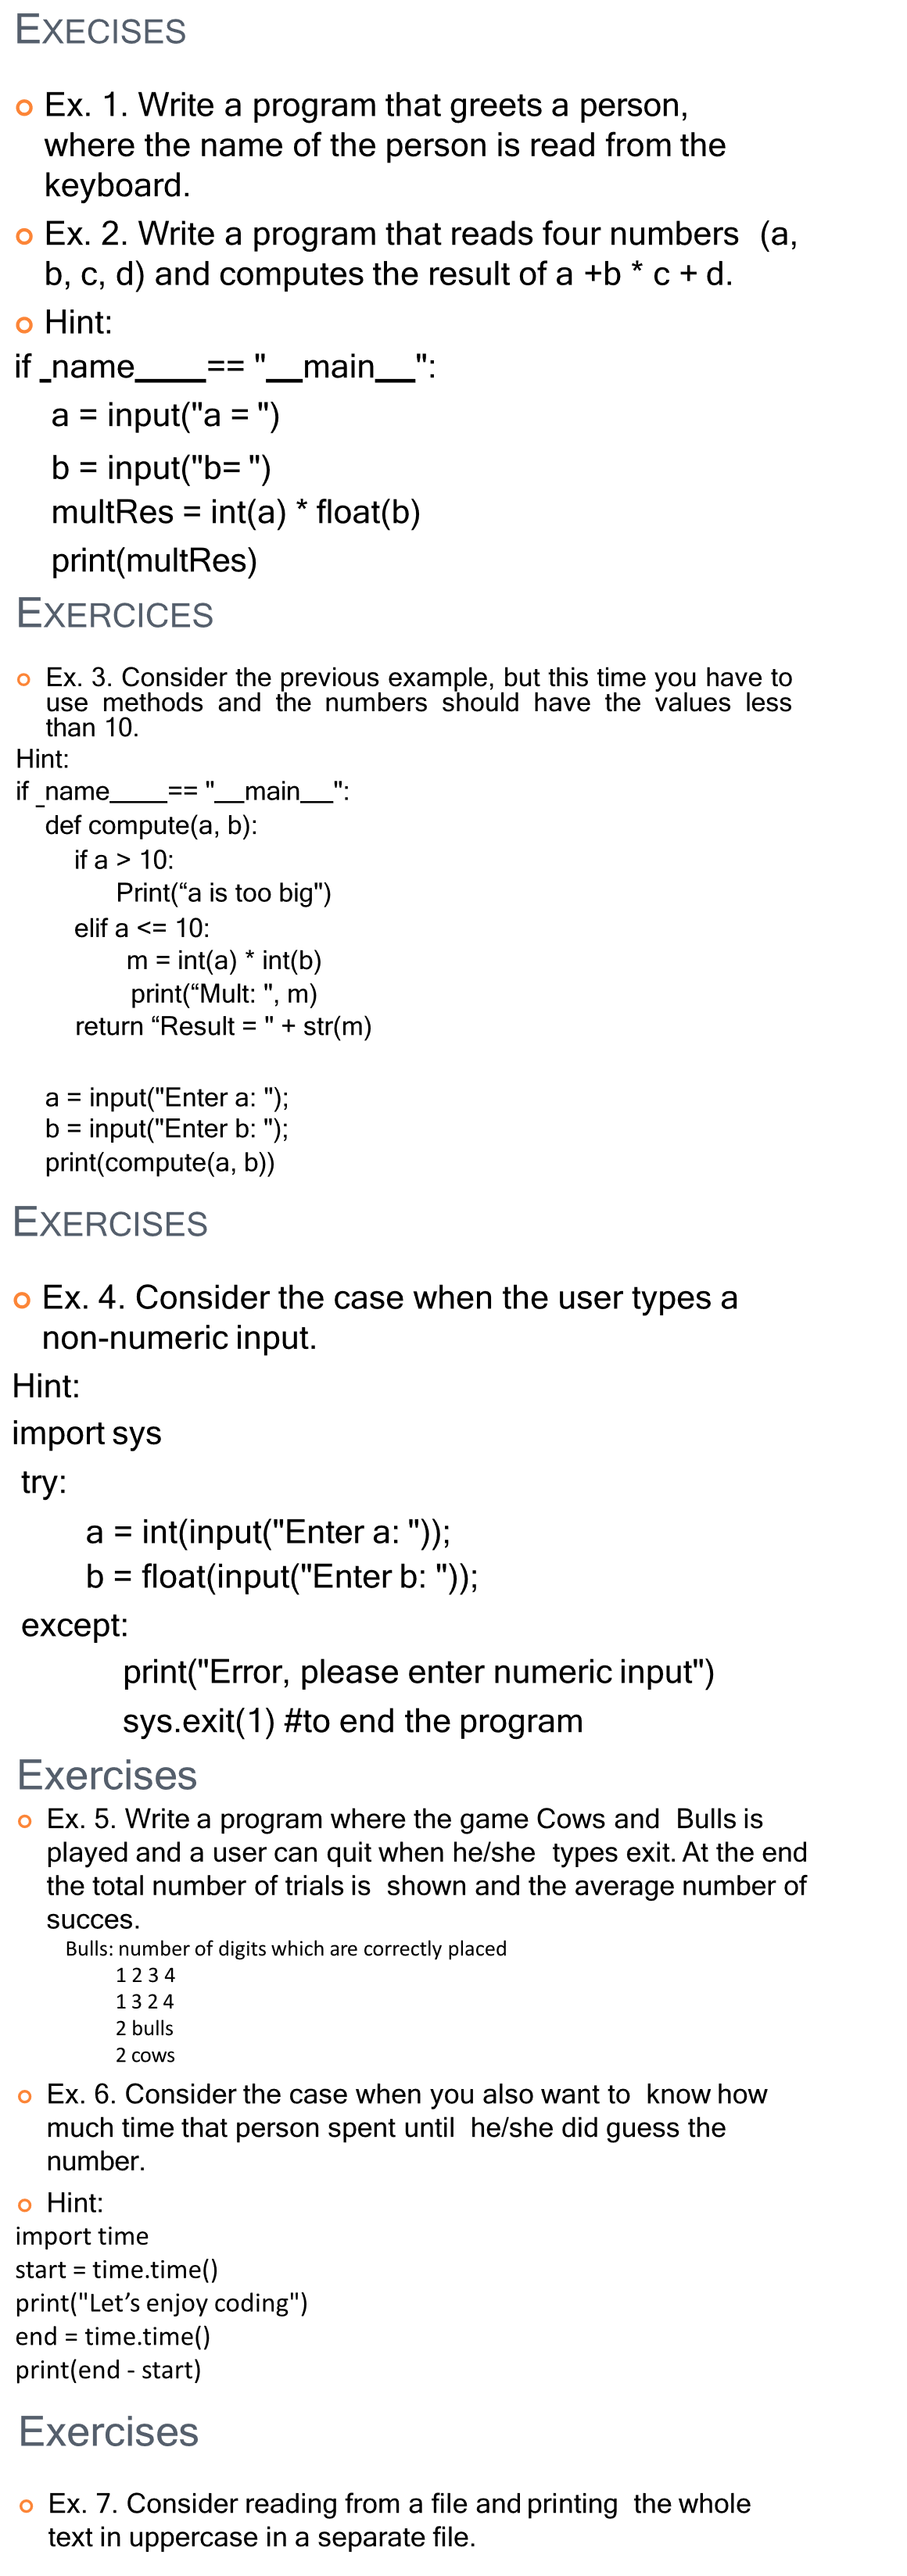 EXECISES
Ex. 1. Write a program that greets a person,
where the name of the person is read from the
keyboard.
Ex. 2. Write a program that reads four numbers (a,
b, c, d) and computes the result of a +b * c + d.
Hint:
if _name____== "__main__":
a = input("a = ")
b = input("b= ")
multRes = int(a) * float(b)
print(multRes)
EXERCICES
Ex. 3. Consider the previous example, but this time you have to
use methods and the numbers should have the values less
than 10.
Hint:
if _name____== "__main__":
def compute(a, b):
if a > 10:
Print(“a is too big")
elif a <= 10:
m = int(a) * int(b)
print(“Mult: ", m)
return “Result = " + str(m)
a = input("Enter a: ");
b = input("Enter b: ");
print(compute(a, b))
EXERCISES
Ex. 4. Consider the case when the user types a
non-numeric input.
Hint:
import sys
try:
a = int(input("Enter a: "));
b = float(input("Enter b: "));
except:
print("Error, please enter numeric input")
sys.exit(1) #to end the program
Exercises
Ex. 5. Write a program where the game Cows and Bulls is
played and a user can quit when he/she types exit. At the end
the total number of trials is shown and the average number of
succes.
Bulls: number of digits which are correctly placed
1 2 3 4
1 3 2 4
2 bulls
2 cows
Ex. 6. Consider the case when you also want to know how
much time that person spent until he/she did guess the
number.
Hint:
import time
start = time.time()
print("Let’s enjoy coding")
end = time.time()
print(end - start)
Exercises
Ex. 7. Consider reading from a file and printing the whole
text in uppercase in a separate file.